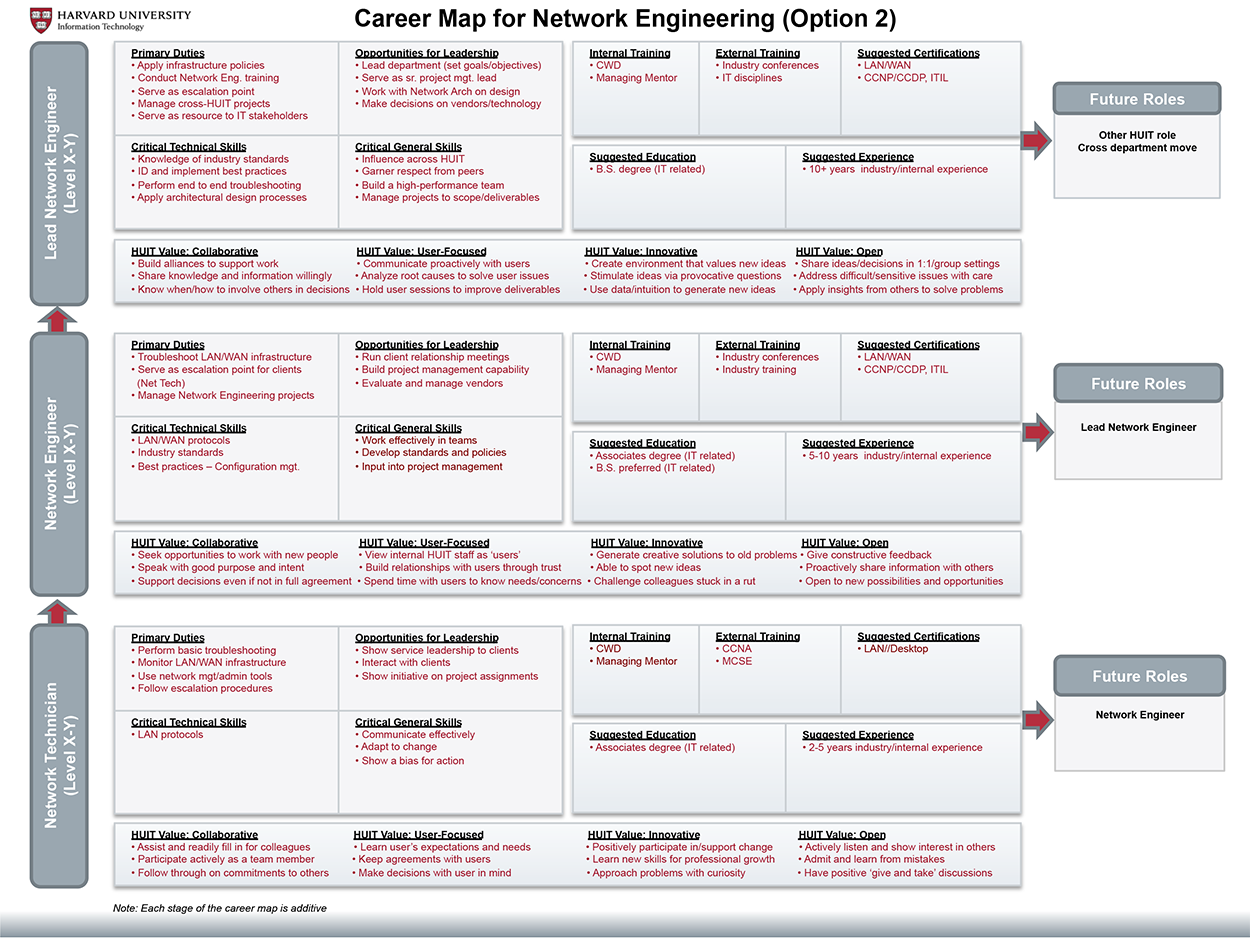 HARVARD UNIVERSITY
Information Technology
Career Map for Network Engineering (Option 2)
Lead Network Engineer
(Level X-Y)
Primary Duties
• Apply infrastructure policies
• Conduct Network Eng. training
• Serve as escalation point
• Manage cross-HUIT projects
• Serve as resource to IT stakeholders
Opportunities for Leadership
• Lead department (set goals/objectives)
• Serve as sr. project mgt. lead
• Work with Network Arch on design
• Make decisions on vendors/technology
Internal Training
• CWD
• Managing Mentor
External Training
• Industry conferences
• IT disciplines
Suggested Certifications
• LAN/WAN
• CCNP/CCDP, ITIL
Critical Technical Skills
• Knowledge of industry standards
• ID and implement best practices
• Perform end to end troubleshooting
• Apply architectural design processes
Critical General Skills
• Influence across HUIT
• Garner respect from peers
• Build a high-performance team
• Manage projects to scope/deliverables
Suggested Education
• B.S. degree (IT related)
Suggested Experience
• 10+ years industry/internal experience
HUIT Value: Collaborative
• Build alliances to support work
• Share knowledge and information willingly
• Know when/how to involve others in decisions
HUIT Value: User-Focused
• Communicate proactively with users
• Analyze root causes to solve user issues
• Hold user sessions to improve deliverables
HUIT Value: Innovative
• Create environment that values new ideas
• Stimulate ideas via provocative questions
• Use data/intuition to generate new ideas
HUIT Value: Open
• Share ideas/decisions in 1:1/group settings
• Address difficult/sensitive issues with care
• Apply insights from others to solve problems
Future Roles
Other HUIT role
Cross department move
Network Engineer
(Level X-Y)
Primary Duties
• Troubleshoot LAN/WAN infrastructure
• Serve as escalation point for clients
(Net Tech)
• Manage Network Engineering projects
Opportunities for Leadership
• Run client relationship meetings
• Build project management capability
• Evaluate and manage vendors
Internal Training
• CWD
• Managing Mentor
External Training
• Industry conferences
• Industry training
Suggested Certifications
• LAN/WAN
• CCNP/CCDP, ITIL
Critical Technical Skills
• LAN/WAN protocols
• Industry standards
• Best practices – Configuration mgt.
Critical General Skills
• Work effectively in teams
• Develop standards and policies
• Input into project management
Suggested Education
• Associates degree (IT related)
• B.S. preferred (IT related)
Suggested Experience
• 5-10 years industry/internal experience
HUIT Value: Collaborative
• Seek opportunities to work with new people
• Speak with good purpose and intent
• Support decisions even if not in full agreement
HUIT Value: User-Focused
• View internal HUIT staff as ‘users’
• Build relationships with users through trust
• Spend time with users to know needs/concerns
HUIT Value: Innovative
• Generate creative solutions to old problems
• Able to spot new ideas
• Challenge colleagues stuck in a rut
HUIT Value: Open
• Give constructive feedback
• Proactively share information with others
• Open to new possibilities and opportunities
Future Roles
Lead Network Engineer
Network Technician
(Level X-Y)
Primary Duties
• Perform basic troubleshooting
• Monitor LAN/WAN infrastructure
• Use network mgt/admin tools
• Follow escalation procedures
Opportunities for Leadership
• Show service leadership to clients
• Interact with clients
• Show initiative on project assignments
Internal Training
• CWD
• Managing Mentor
External Training
• CCNA
• MCSE
Suggested Certifications
• LAN//Desktop
Critical Technical Skills
• LAN protocols
Critical General Skills
• Communicate effectively
• Adapt to change
• Show a bias for action
Suggested Education
• Associates degree (IT related)
Suggested Experience
• 2-5 years industry/internal experience
HUIT Value: Collaborative
• Assist and readily fill in for colleagues
• Participate actively as a team member
• Follow through on commitments to others
HUIT Value: User-Focused
• Learn user’s expectations and needs
• Keep agreements with users
• Make decisions with user in mind
HUIT Value: Innovative
• Positively participate in/support change
• Learn new skills for professional growth
• Approach problems with curiosity
HUIT Value: Open
• Actively listen and show interest in others
• Admit and learn from mistakes
• Have positive ‘give and take’ discussions
Future Roles
Network Engineer
Note: Each stage of the career map is additive